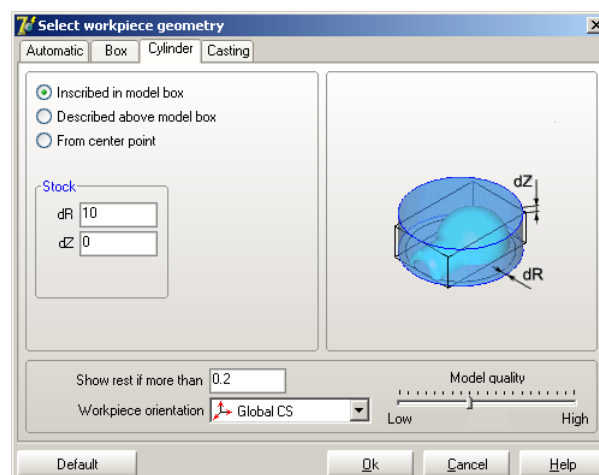 Select workpiece geometry
Automatic Box Cylinder Casting
Inscribed in model box
Described above model box
From center point
Stock
dR 10
dZ 0
dZ
dR
Show rest if more than 0.2
Workpiece orientation Global CS
Model quality
Low High
Default Ok Cancel Help